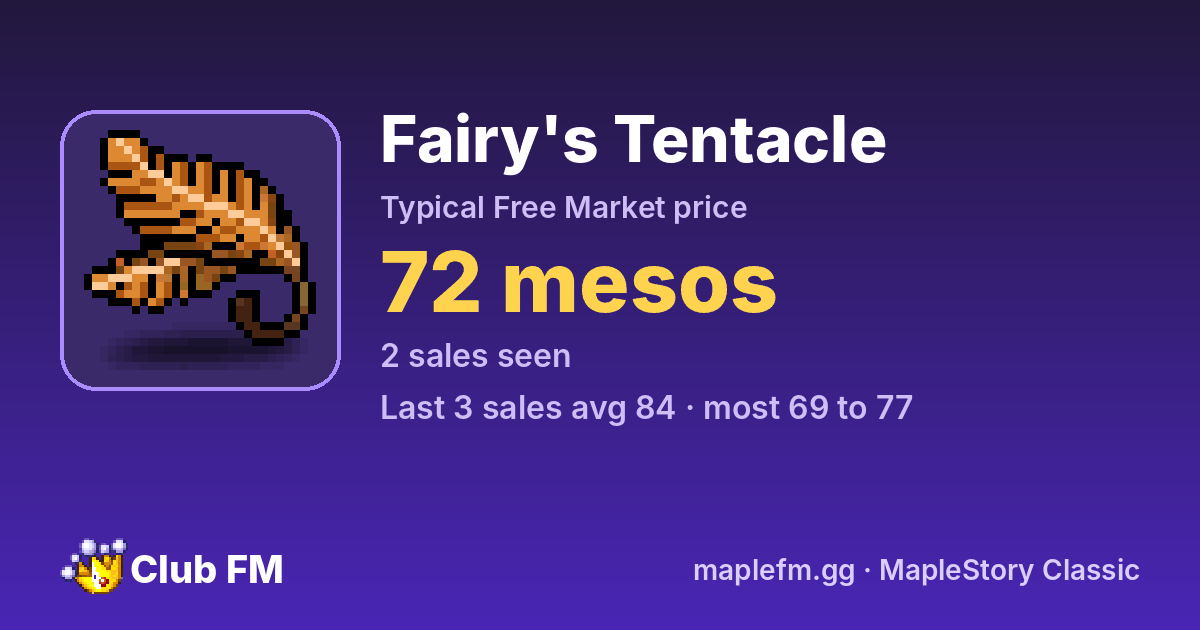 Fairy's Tentacle
Typical Free Market price
72 mesos
2 sales seen
Last 3 sales avg 84 · most 69 to 77
Club FM
maplefm.gg · MapleStory Classic